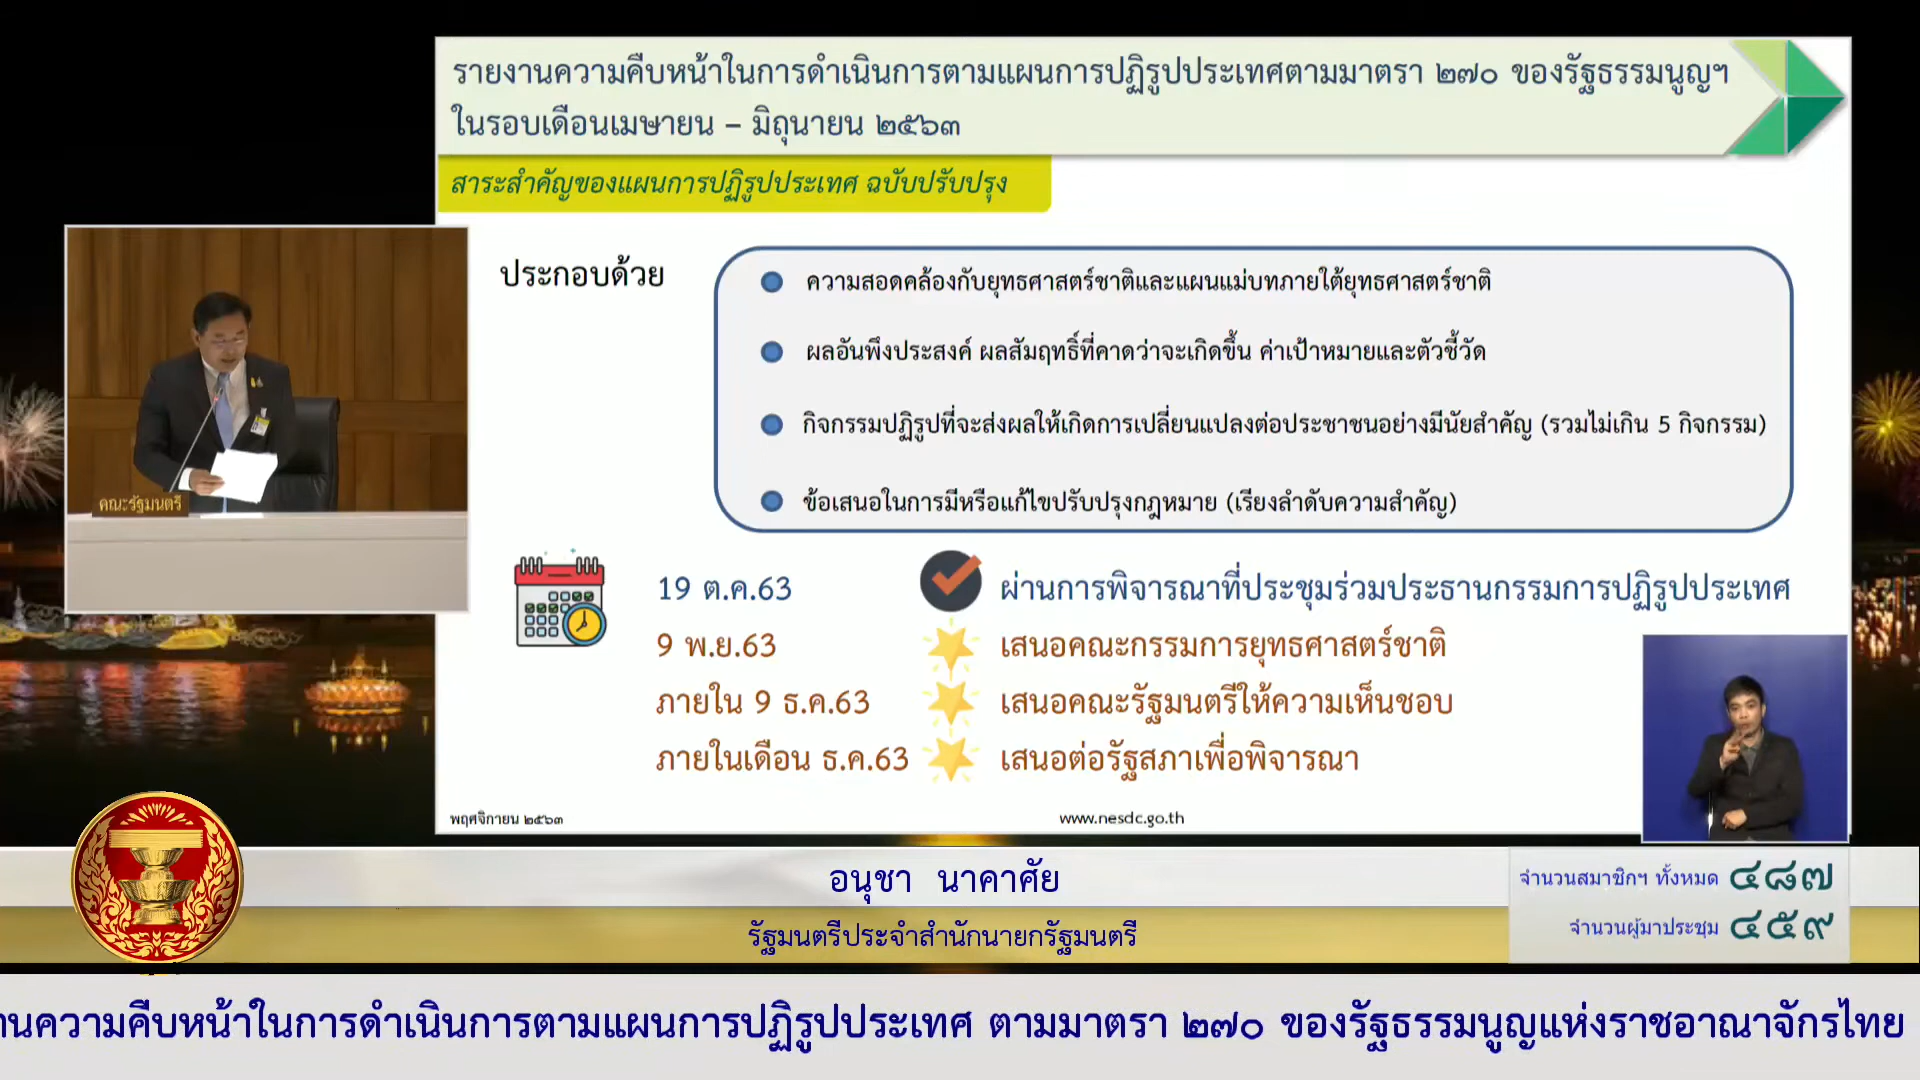 รายงานความคืบหน้าในการดำเนินการตามแผนการปฏิรูปประเทศตามมาตรา ๒๗๐ ของรัฐธรรมนูญฯ
ในรอบเดือนเมษายน – มิถุนายน ๒๕๖๓
สาระสำคัญของแผนการปฏิรูปประเทศ ฉบับปรับปรุง
ประกอบด้วย
ความสอดคล้องกับยุทธศาสตร์ชาติและแผนแม่บทภายใต้ยุทธศาสตร์ชาติ
ผลอันพึงประสงค์ ผลสัมฤทธิ์ที่คาดว่าจะเกิดขึ้น ค่าเป้าหมายและตัวชี้วัด
กิจกรรมปฏิรูปที่จะส่งผลให้เกิดการเปลี่ยนแปลงต่อประชาชนอย่างมีนัยสำคัญ (รวมไม่เกิน 5 กิจกรรม)
ข้อเสนอในการมีหรือแก้ไขปรับปรุงกฎหมาย (เรียงลำดับความสำคัญ)
คณะรัฐมนตรี
19 ต.ค.63 ผ่านการพิจารณาที่ประชุมร่วมประธานกรรมการปฏิรูปประเทศ
9 พ.ย.63 เสนอคณะกรรมการยุทธศาสตร์ชาติ
ภายใน 9 ธ.ค.63 เสนอคณะรัฐมนตรีให้ความเห็นชอบ
ภายในเดือน ธ.ค.63 เสนอต่อรัฐสภาเพื่อพิจารณา
พฤศจิกายน ๒๕๖๓ www.nesdc.go.th
อนุชา นาคาศัย
รัฐมนตรีประจำสำนักนายกรัฐมนตรี
จำนวนสมาชิกฯ ทั้งหมด ๔๘๗
จำนวนผู้มาประชุม ๔๕๙
านความคืบหน้าในการดำเนินการตามแผนการปฏิรูปประเทศ ตามมาตรา ๒๗๐ ของรัฐธรรมนูญแห่งราชอาณาจักรไทย